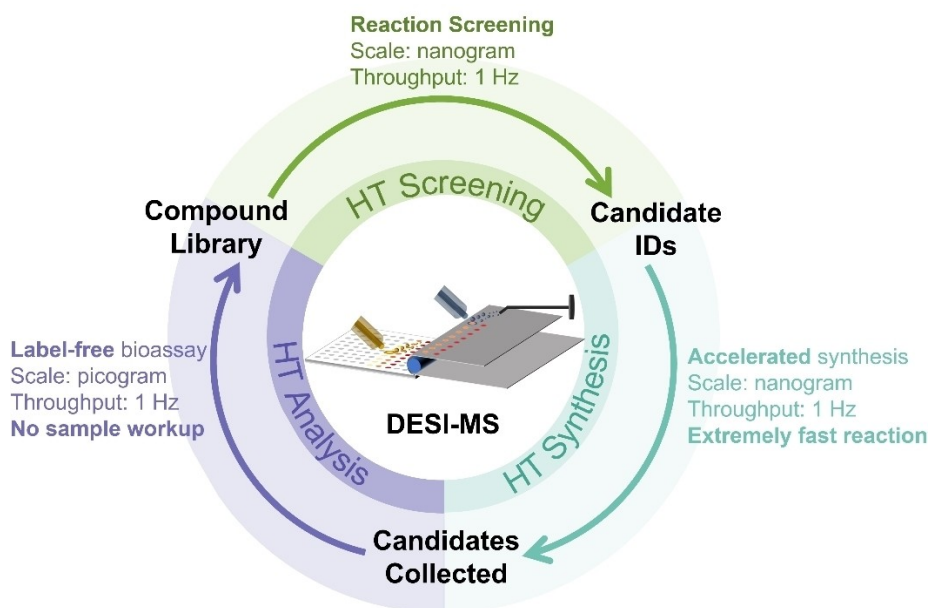 Reaction Screening
Scale: nanogram
Throughput: 1 Hz
HT Screening
Compound
Library
Candidate
IDs
Label-free bioassay
Scale: picogram
Throughput: 1 Hz
No sample workup
HT Analysis
DESI-MS
HT Synthesis
Accelerated synthesis
Scale: nanogram
Throughput: 1 Hz
Extremely fast reaction
Candidates
Collected